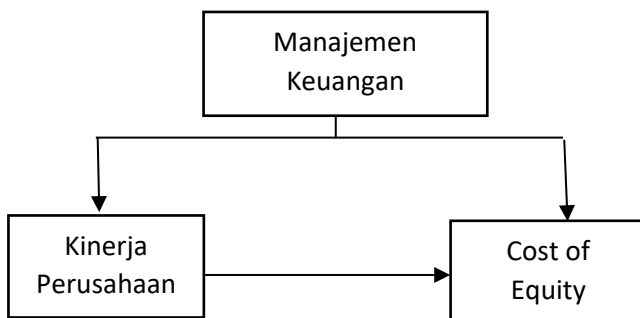 Manajemen
Keuangan
Kinerja
Perusahaan
Cost of
Equity